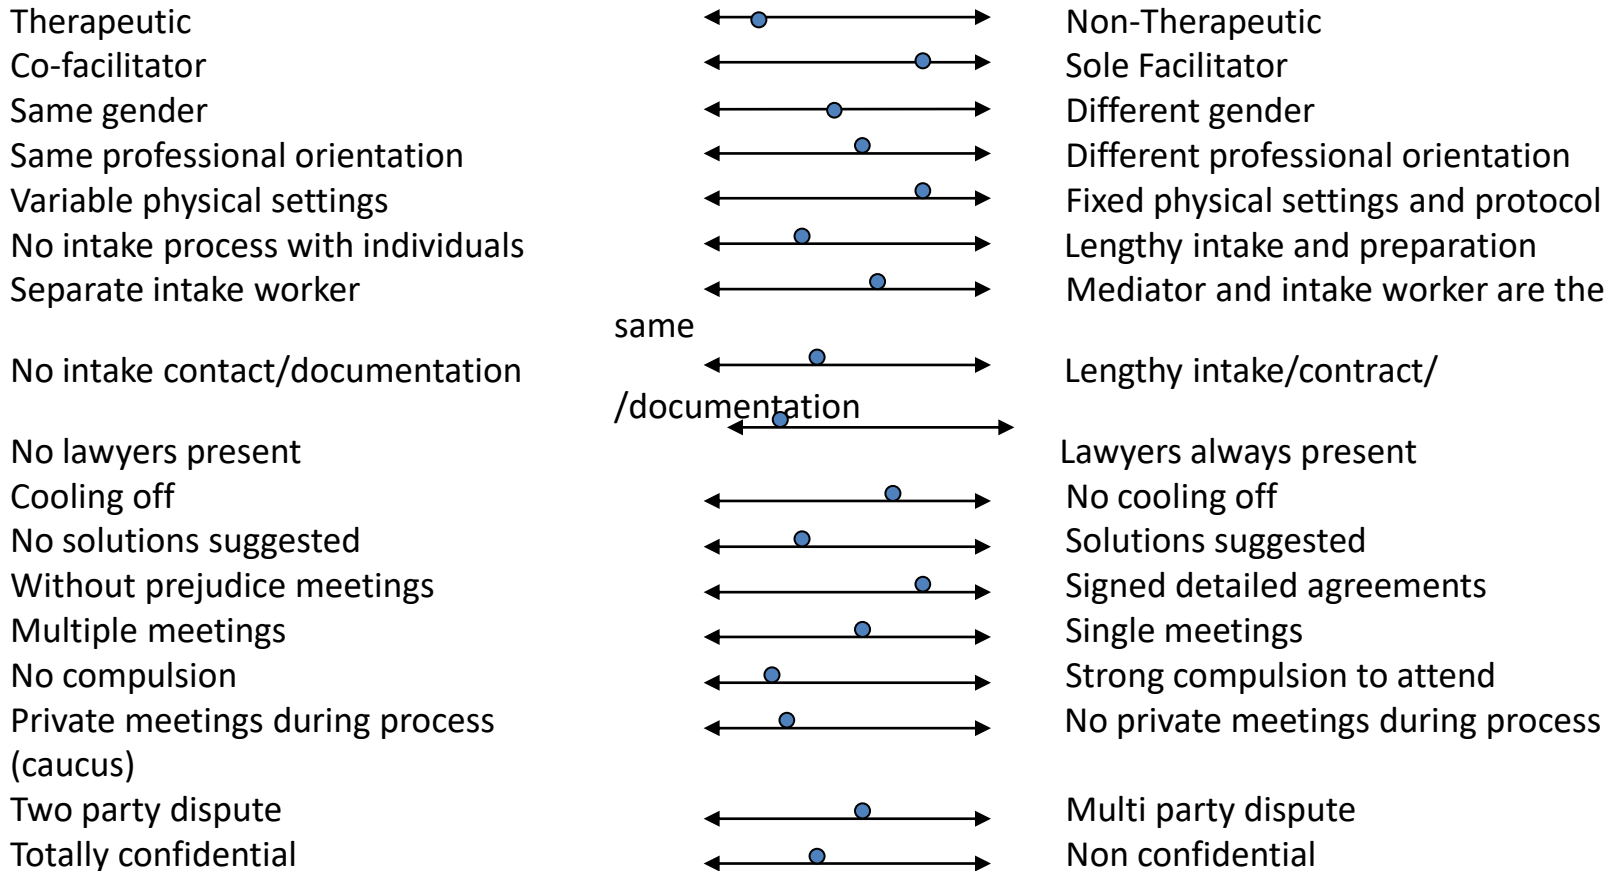 Therapeutic Non-Therapeutic
Co-facilitator Sole Facilitator
Same gender Different gender
Same professional orientation Different professional orientation
Variable physical settings Fixed physical settings and protocol
No intake process with individuals Lengthy intake and preparation
Separate intake worker Mediator and intake worker are the
same
No intake contact/documentation Lengthy intake/contract/
/documentation
No lawyers present Lawyers always present
Cooling off No cooling off
No solutions suggested Solutions suggested
Without prejudice meetings Signed detailed agreements
Multiple meetings Single meetings
No compulsion Strong compulsion to attend
Private meetings during process No private meetings during process
(caucus)
Two party dispute Multi party dispute
Totally confidential Non confidential